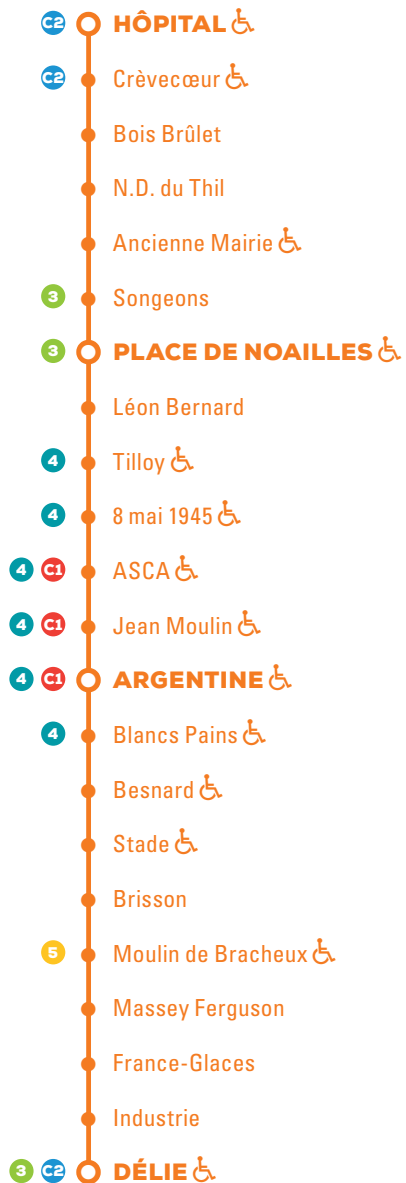 C2 HÔPITAL
C2 Crèvecœur
Bois Brûlet
N.D. du Thil
Ancienne Mairie
3 Songeons
3 PLACE DE NOAILLES
Léon Bernard
4 Tilloy
4 8 mai 1945
4 C1 ASCA
4 C1 Jean Moulin
4 C1 ARGENTINE
4 Blancs Pains
Besnard
Stade
Brisson
5 Moulin de Bracheux
Massey Ferguson
France-Glaces
Industrie
3 C2 DÉLIE